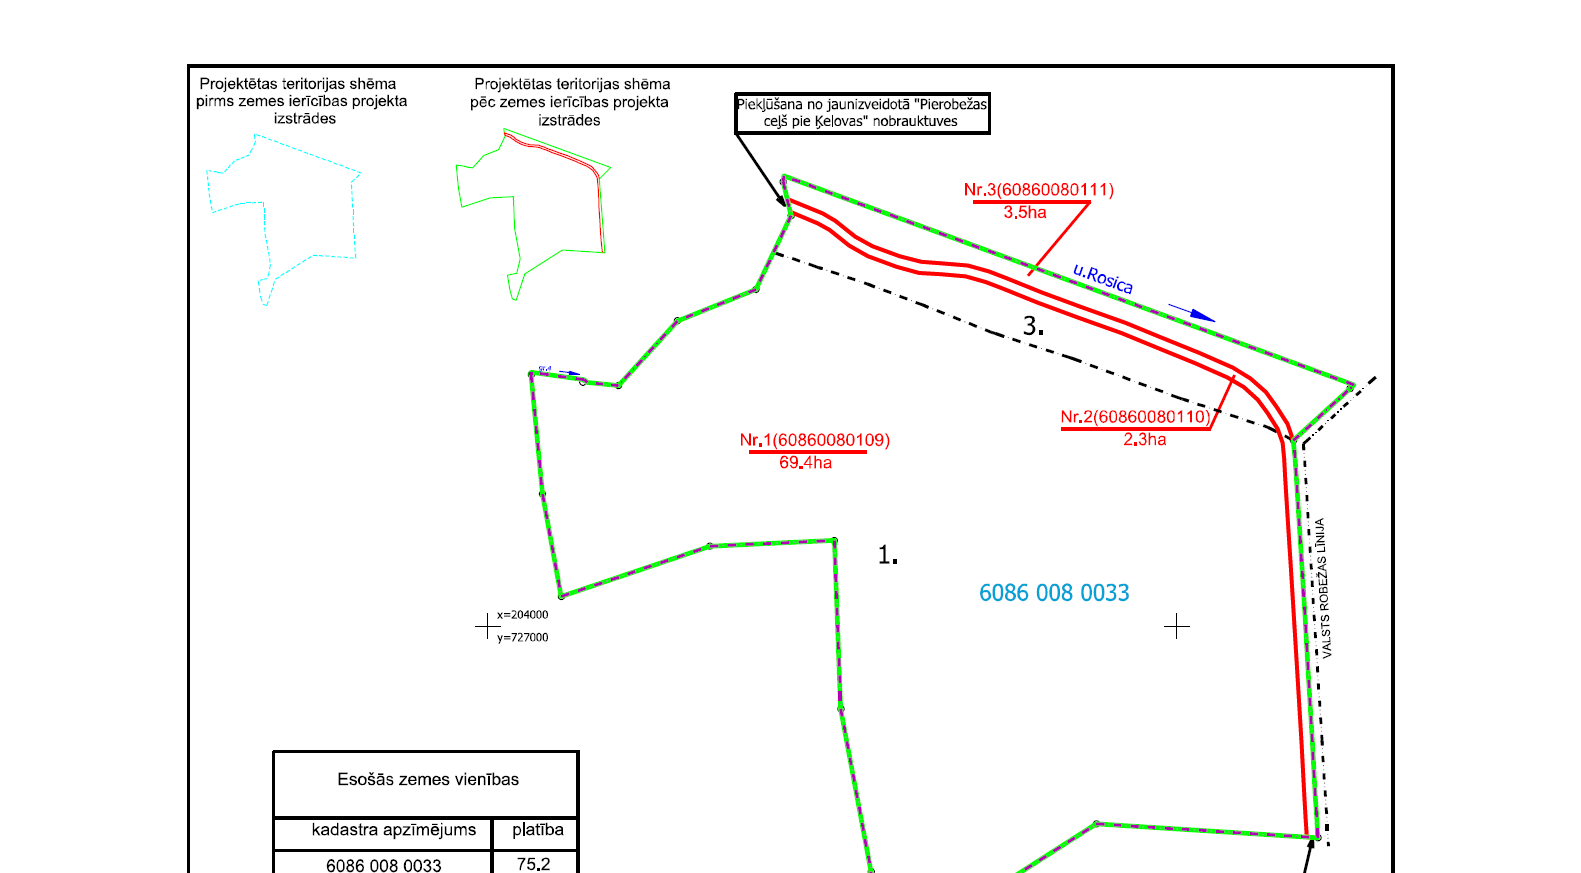 Projektētas teritorijas shēma
pirms zemes ierīcības projekta
izstrādes
Projektētas teritorijas shēma
pēc zemes ierīcības projekta
izstrādes
Piekļūšana no jaunizveidotā "Pierobežas
ceļš pie Ķeļovas" nobrauktuves
Nr.3(60860080111)
3.5ha
u.Rosica
3.
Nr.2(60860080110)
2.3ha
Nr.1(60860080109)
69.4ha
1.
6086 008 0033
VALSTS ROBEŽAS LĪNIJA
x=204000
y=727000
Esošās zemes vienības
kadastra apzīmējums platība
6086 008 0033 75.2